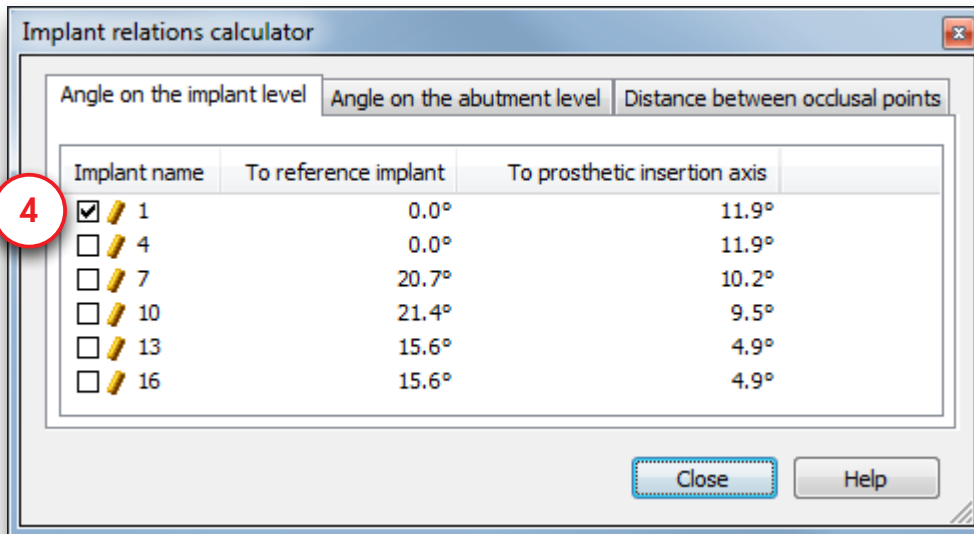 Implant relations calculator
Angle on the implant level Angle on the abutment level Distance between occlusal points
Implant name To reference implant To prosthetic insertion axis
4
1 0.0° 11.9°
4 0.0° 11.9°
7 20.7° 10.2°
10 21.4° 9.5°
13 15.6° 4.9°
16 15.6° 4.9°
Close Help